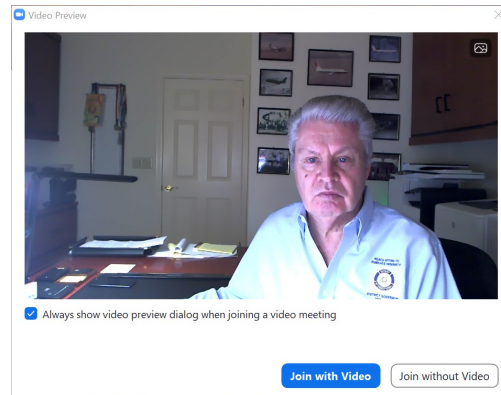 Video Preview
Always show video preview dialog when joining a video meeting
Join with Video
Join without Video